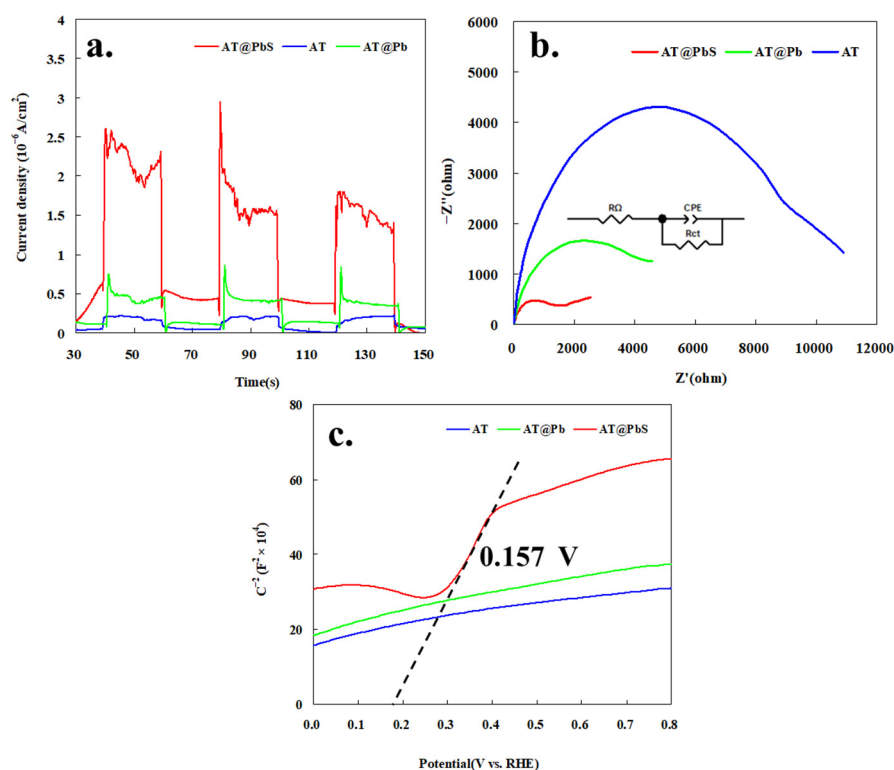 a.
AT@PbS AT AT@Pb
Current density (10⁻⁶ A/cm²)
4
3.5
3
2.5
2
1.5
1
0.5
0
30 50 70 90 110 130 150
Time(s)
b.
AT@PbS AT@Pb AT
−Z''(ohm)
6000
5000
4000
3000
2000
1000
0
RΩ CPE
Rct
0 2000 4000 6000 8000 10000 12000
Z'(ohm)
c.
AT AT@Pb AT@PbS
C⁻² (F² × 10⁴)
80
60
40
20
0
0.157 V
0.0 0.1 0.2 0.3 0.4 0.5 0.6 0.7 0.8
Potential(V vs. RHE)